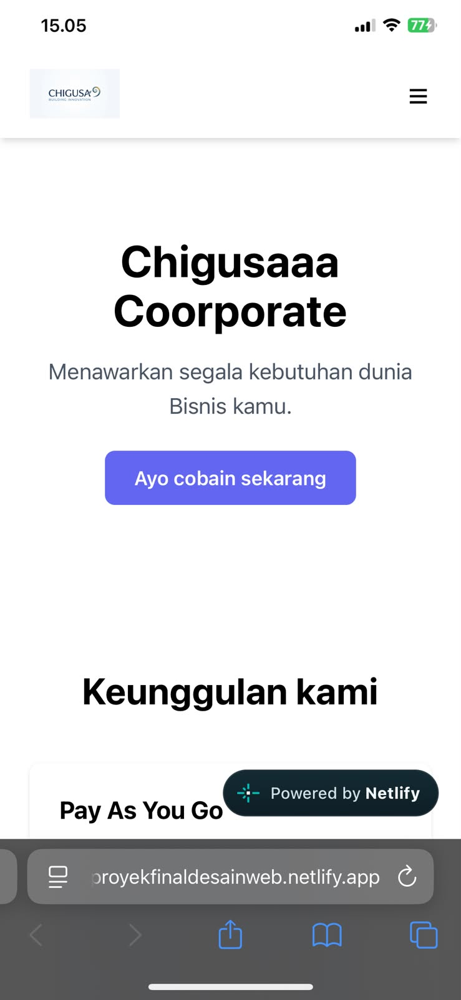 15.05
77
CHIGUSA
BUILDING INNOVATION
Chigusaaa
Coorporate
Menawarkan segala kebutuhan dunia
Bisnis kamu.
Ayo cobain sekarang
Keunggulan kami
Pay As You Go
Powered by Netlify
proyekfinaldesainweb.netlify.app